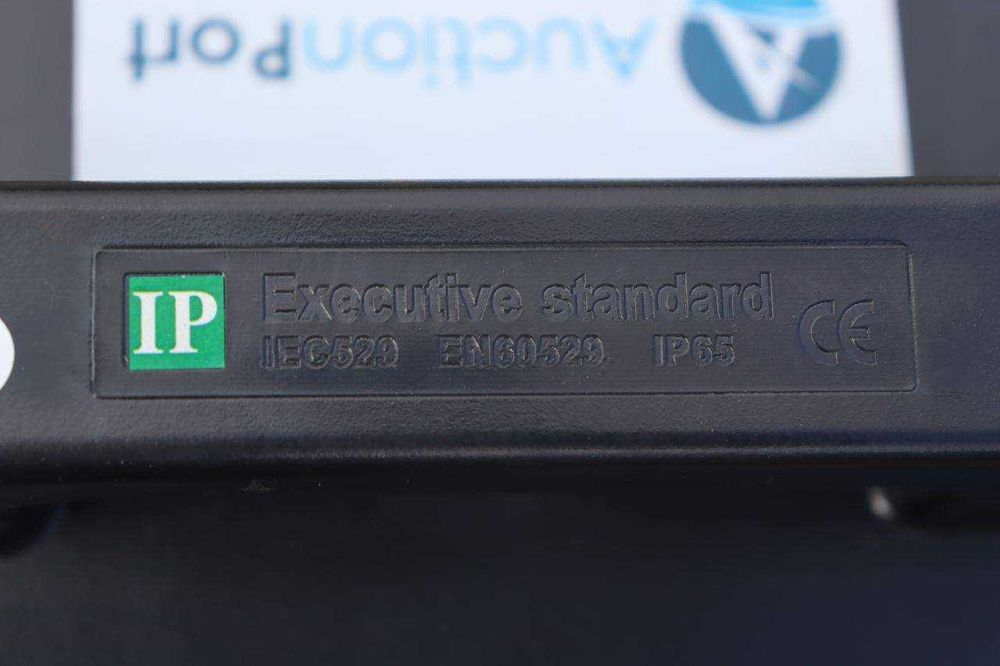 AuctionPort
IP
Executive standard
IEC529 EN60529 IP65
CE